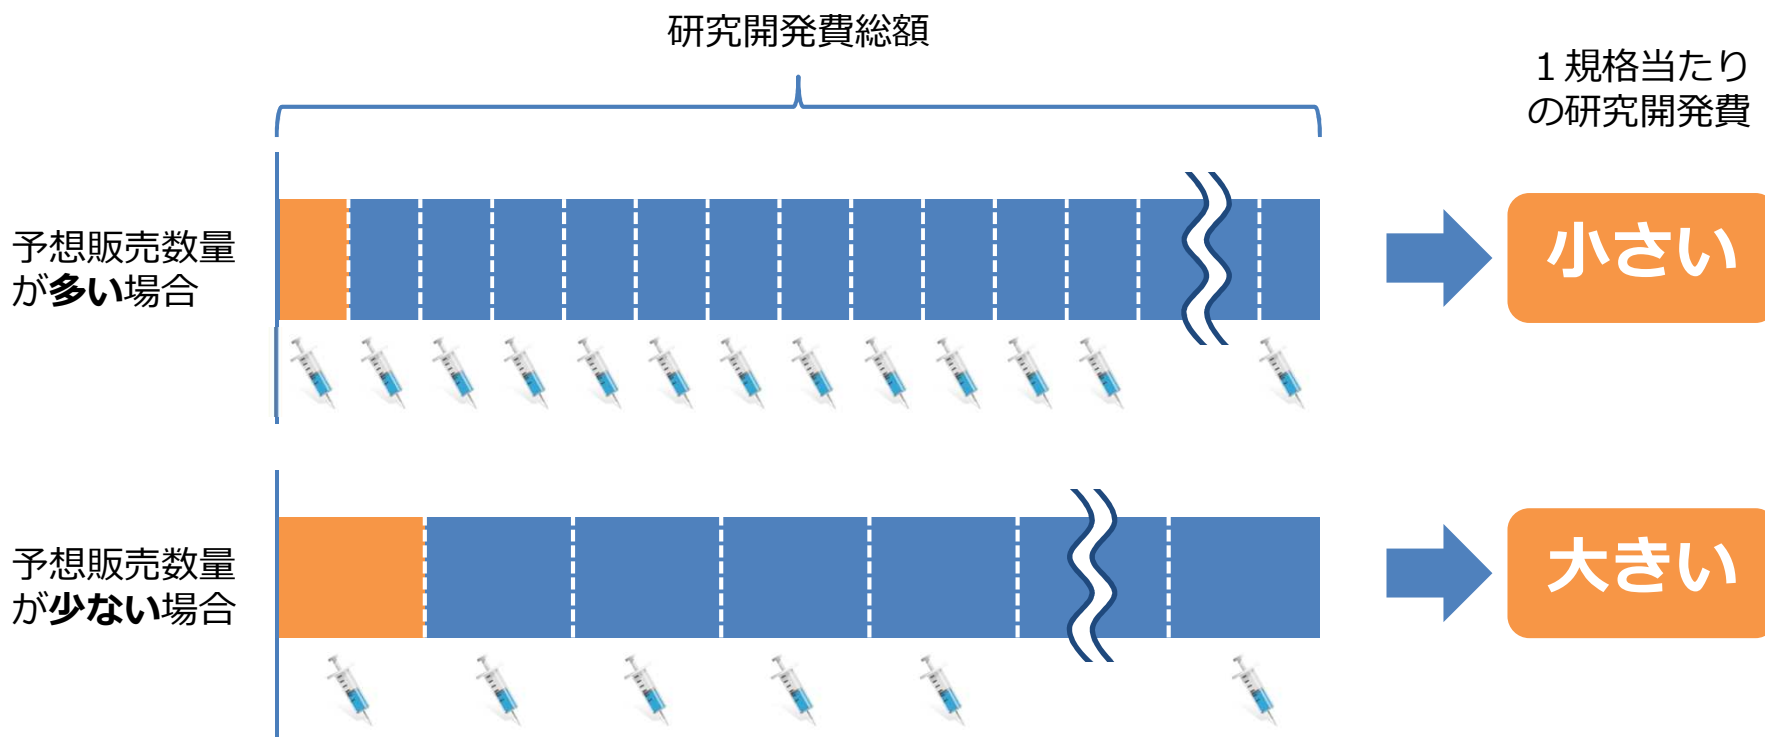 研究開発費総額
１規格当たり
の研究開発費
予想販売数量
が多い場合
小さい
予想販売数量
が少ない場合
大きい